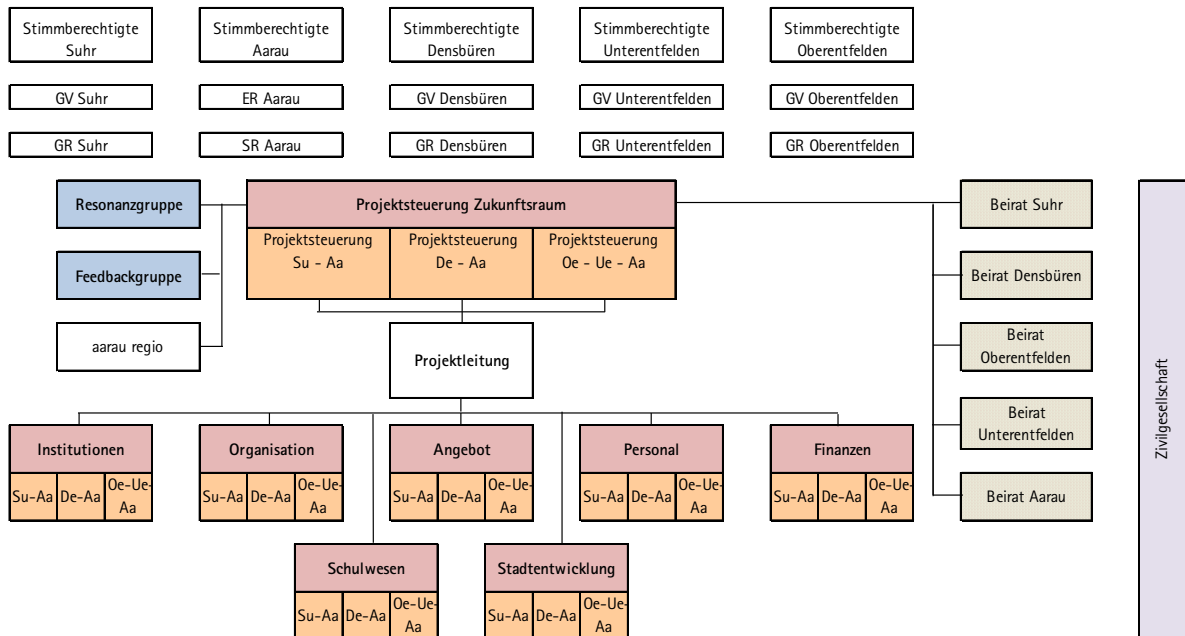 Stimmberechtigte
Suhr
Stimmberechtigte
Aarau
Stimmberechtigte
Densbüren
Stimmberechtigte
Unterentfelden
Stimmberechtigte
Oberentfelden
GV Suhr
ER Aarau
GV Densbüren
GV Unterentfelden
GV Oberentfelden
GR Suhr
SR Aarau
GR Densbüren
GR Unterentfelden
GR Oberentfelden
Resonanzgruppe
Projektsteuerung Zukunftsraum
Beirat Suhr
Projektsteuerung
Su - Aa
Projektsteuerung
De - Aa
Projektsteuerung
Oe - Ue - Aa
Feedbackgruppe
Beirat Densbüren
aarau regio
Projektleitung
Beirat
Oberentfelden
Zivilgesellschaft
Institutionen
Organisation
Angebot
Personal
Finanzen
Beirat
Unterentfelden
Su-Aa
De-Aa
Oe-Ue-
Aa
Su-Aa
De-Aa
Oe-Ue-
Aa
Su-Aa
De-Aa
Oe-Ue-
Aa
Su-Aa
De-Aa
Oe-Ue-
Aa
Su-Aa
De-Aa
Oe-Ue-
Aa
Beirat Aarau
Schulwesen
Stadtentwicklung
Su-Aa
De-Aa
Oe-Ue-
Aa
Su-Aa
De-Aa
Oe-Ue-
Aa